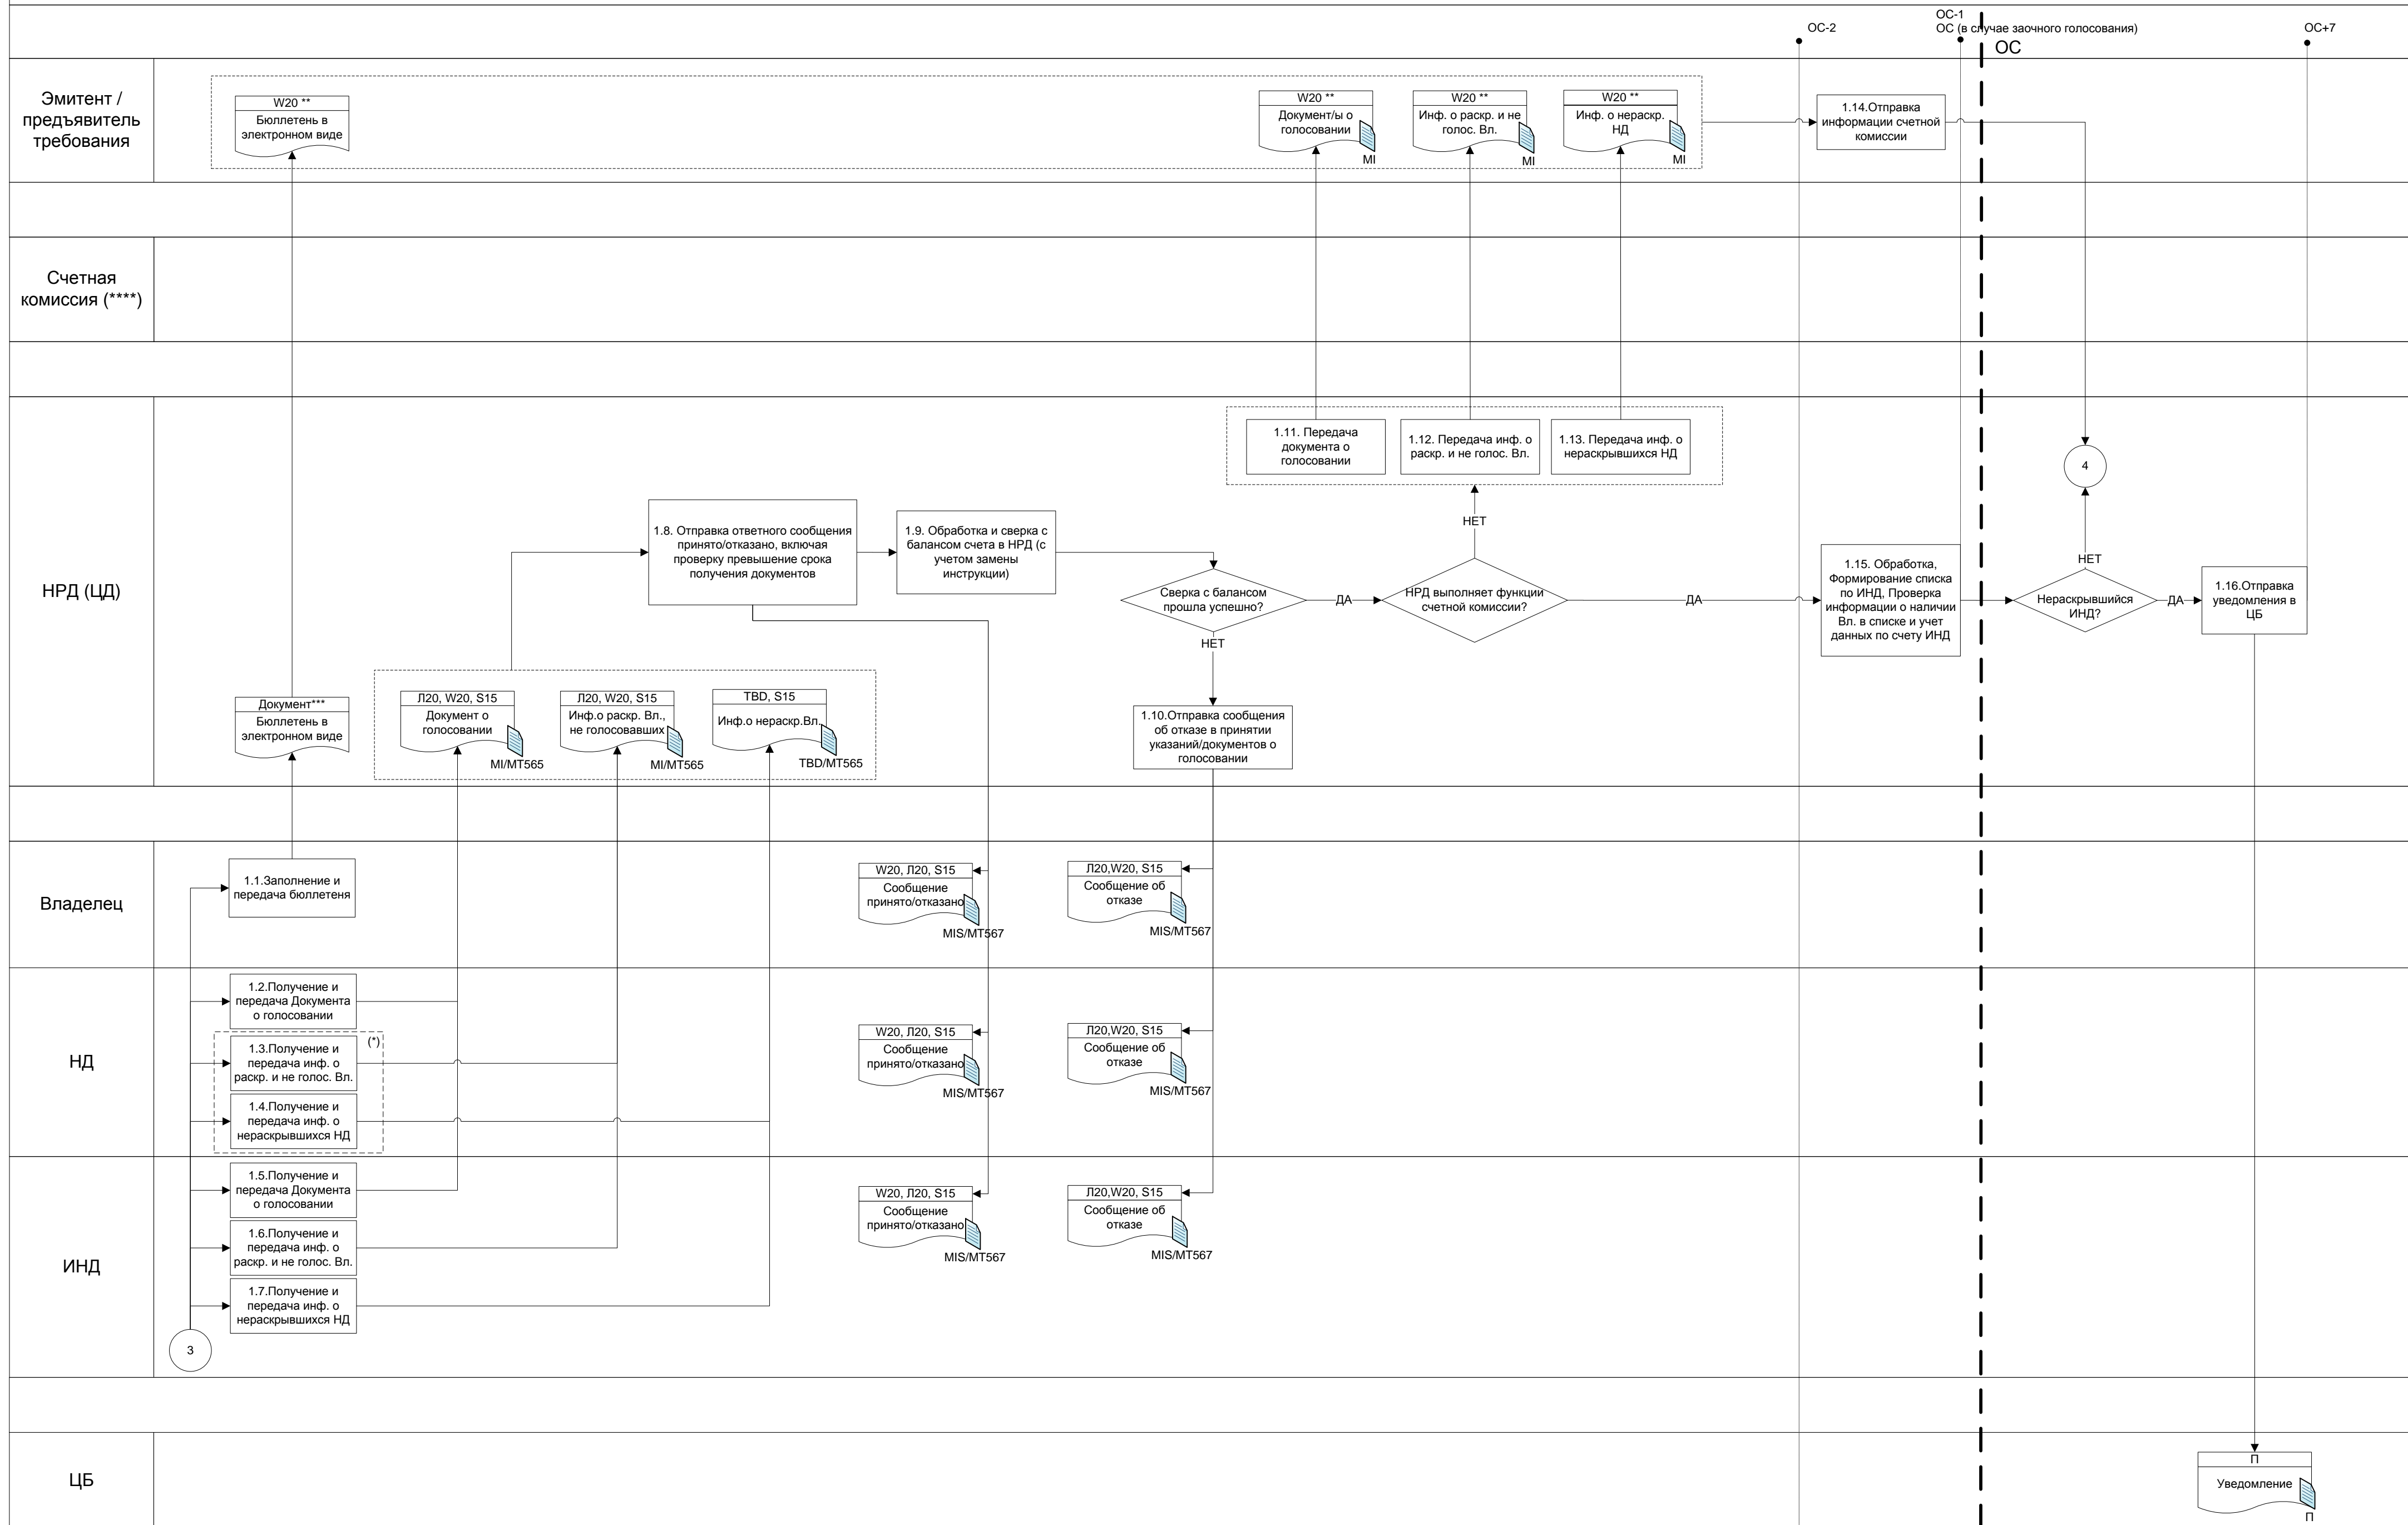 ОС-2
ОС-1
ОС (в случае заочного голосования)
ОС
ОС+7
Эмитент /
предъявитель
требования
W20 **
Бюллетень в
электронном виде
W20 **
Документ/ы о
голосовании
MI
W20 **
Инф. о раскр. и не
голос. Вл.
MI
W20 **
Инф. о нераскр.
НД
MI
1.14.Отправка
информации счетной
комиссии
Счетная
комиссия (****)
НРД (ЦД)
1.11. Передача
документа о
голосовании
1.12. Передача инф. о
раскр. и не голос. Вл.
1.13. Передача инф. о
нераскрывшихся НД
4
1.8. Отправка ответного сообщения
принято/отказано, включая
проверку превышение срока
получения документов
1.9. Обработка и сверка с
балансом счета в НРД (с
учетом замены
инструкции)
НЕТ
Сверка с балансом
прошла успешно?
ДА
НРД выполняет функции
счетной комиссии?
ДА
1.15. Обработка,
Формирование списка
по ИНД, Проверка
информации о наличии
Вл. в списке и учет
данных по счету ИНД
НЕТ
Нераскрывшийся
ИНД?
ДА
1.16.Отправка
уведомления в
ЦБ
НЕТ
Документ***
Бюллетень в
электронном виде
Л20, W20, S15
Документ о
голосовании
MI/MT565
Л20, W20, S15
Инф.о раскр. Вл.,
не голосовавших
MI/MT565
TBD, S15
Инф.о нераскр.Вл.
TBD/MT565
1.10.Отправка сообщения
об отказе в принятии
указаний/документов о
голосовании
Владелец
1.1.Заполнение и
передача бюллетеня
W20, Л20, S15
Сообщение
принято/отказано
MIS/MT567
Л20,W20, S15
Сообщение об
отказе
MIS/MT567
НД
1.2.Получение и
передача Документа
о голосовании
(*)
1.3.Получение и
передача инф. о
раскр. и не голос. Вл.
1.4.Получение и
передача инф. о
нераскрывшихся НД
W20, Л20, S15
Сообщение
принято/отказано
MIS/MT567
Л20,W20, S15
Сообщение об
отказе
MIS/MT567
ИНД
1.5.Получение и
передача Документа
о голосовании
1.6.Получение и
передача инф. о
раскр. и не голос. Вл.
1.7.Получение и
передача инф. о
нераскрывшихся НД
3
W20, Л20, S15
Сообщение
принято/отказано
MIS/MT567
Л20,W20, S15
Сообщение об
отказе
MIS/MT567
ЦБ
П
Уведомление
П